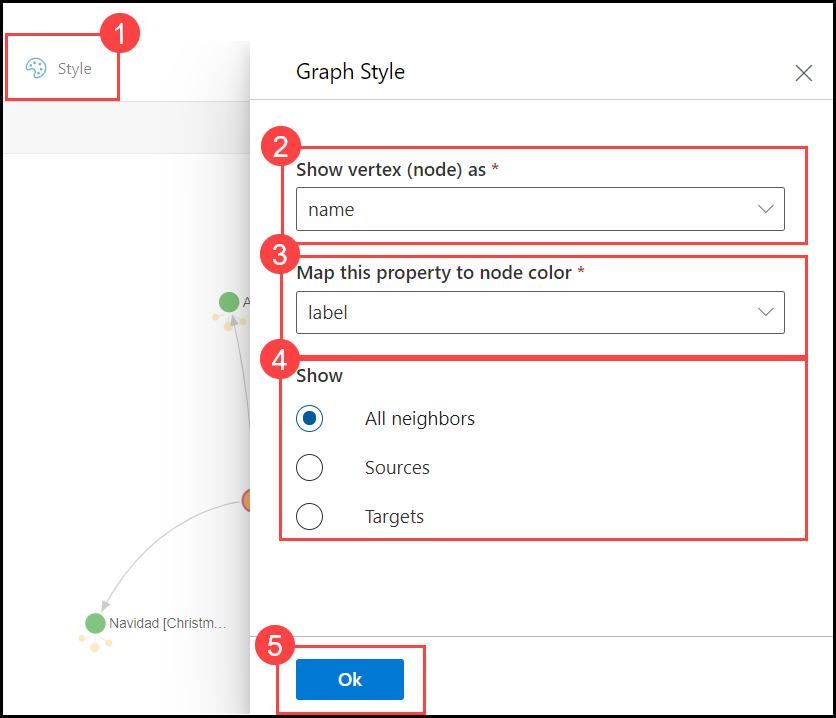 1
Style
Graph Style
2
Show vertex (node) as *
name
3
Map this property to node color *
label
4
Show
All neighbors
Sources
Targets
A
Navidad [Christm...
5
Ok